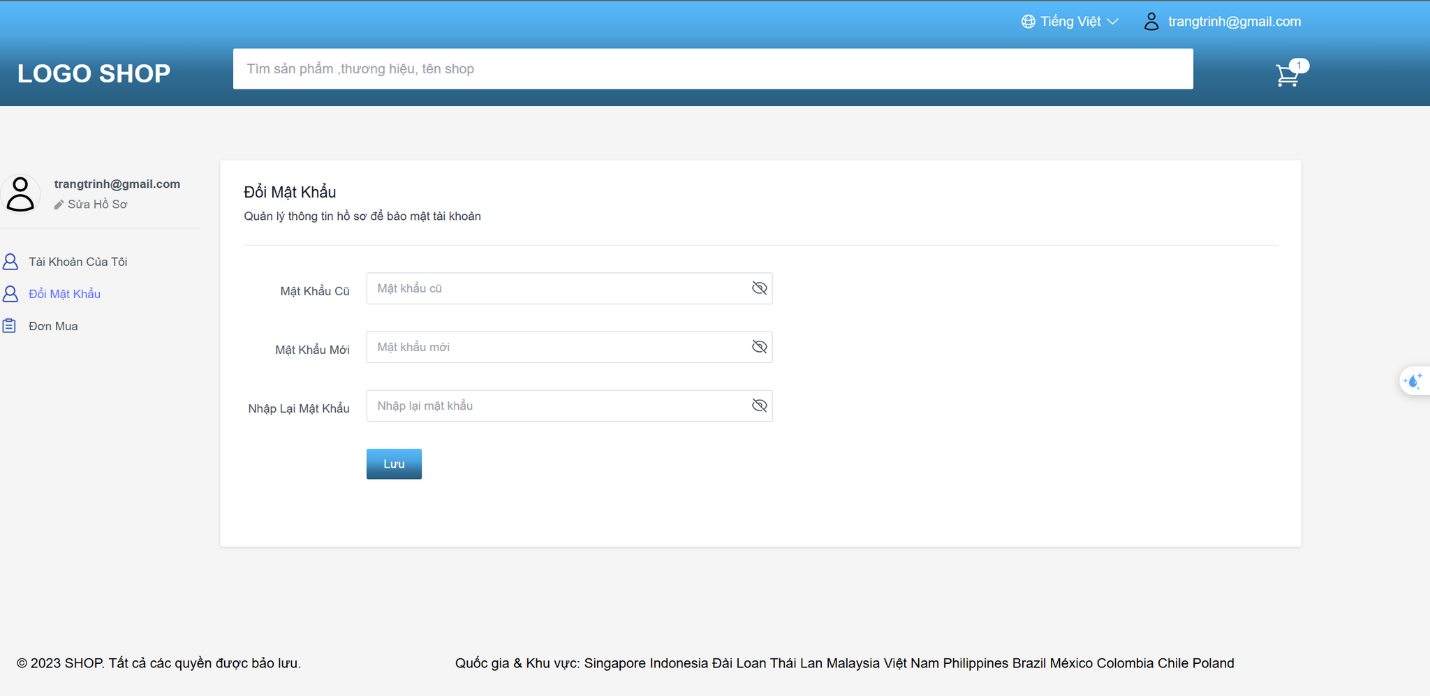 Tiếng Việt
trangtrinh@gmail.com
LOGO SHOP
Tìm sản phẩm ,thương hiệu, tên shop
1
trangtrinh@gmail.com
Sửa Hồ Sơ
Tài Khoản Của Tôi
Đổi Mật Khẩu
Đơn Mua
Đổi Mật Khẩu
Quản lý thông tin hồ sơ để bảo mật tài khoản
Mật Khẩu Cũ
Mật khẩu cũ
Mật Khẩu Mới
Mật khẩu mới
Nhập Lại Mật Khẩu
Nhập lại mật khẩu
Lưu
© 2023 SHOP. Tất cả các quyền được bảo lưu.
Quốc gia & Khu vực: Singapore Indonesia Đài Loan Thái Lan Malaysia Việt Nam Philippines Brazil México Colombia Chile Poland